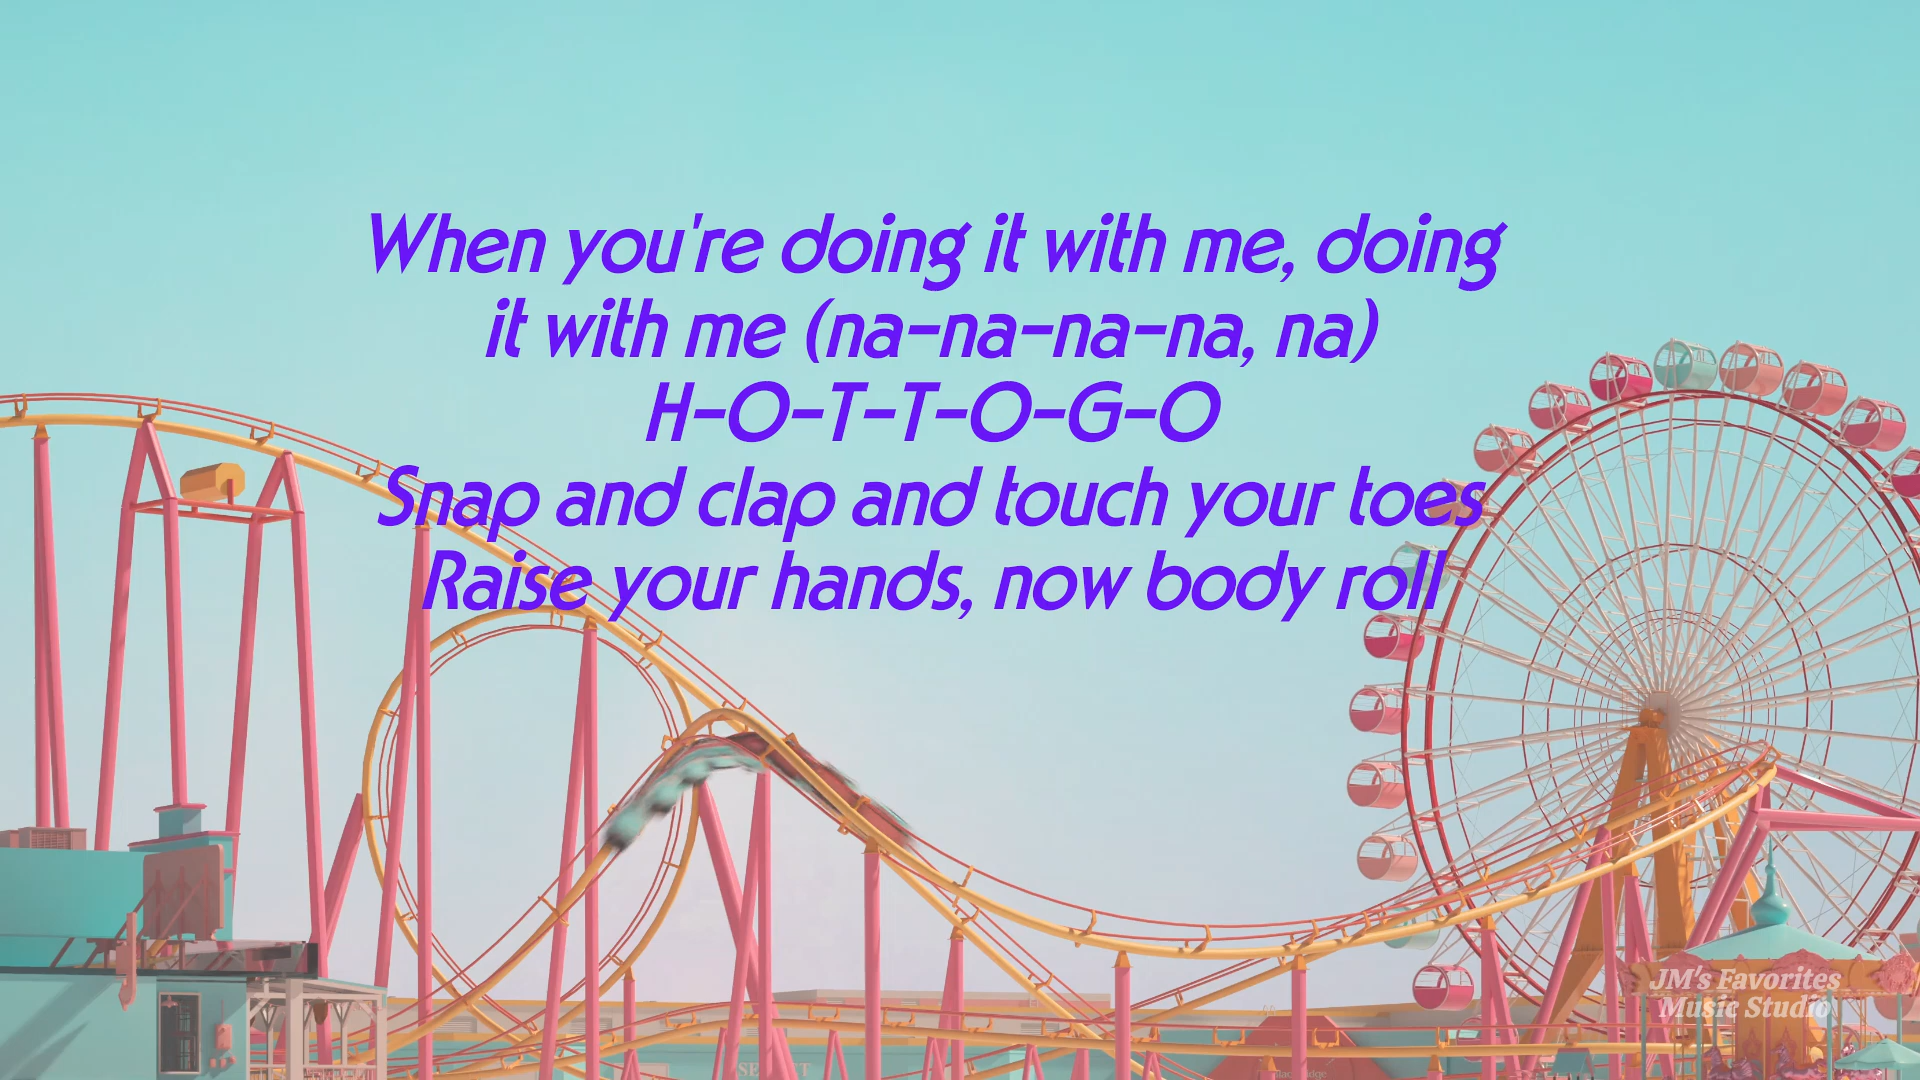 When you're doing it with me, doing
it with me (na-na-na-na, na)
H-O-T-T-O-G-O
Snap and clap and touch your toes
Raise your hands, now body roll
JM's Favorites
Music Studio